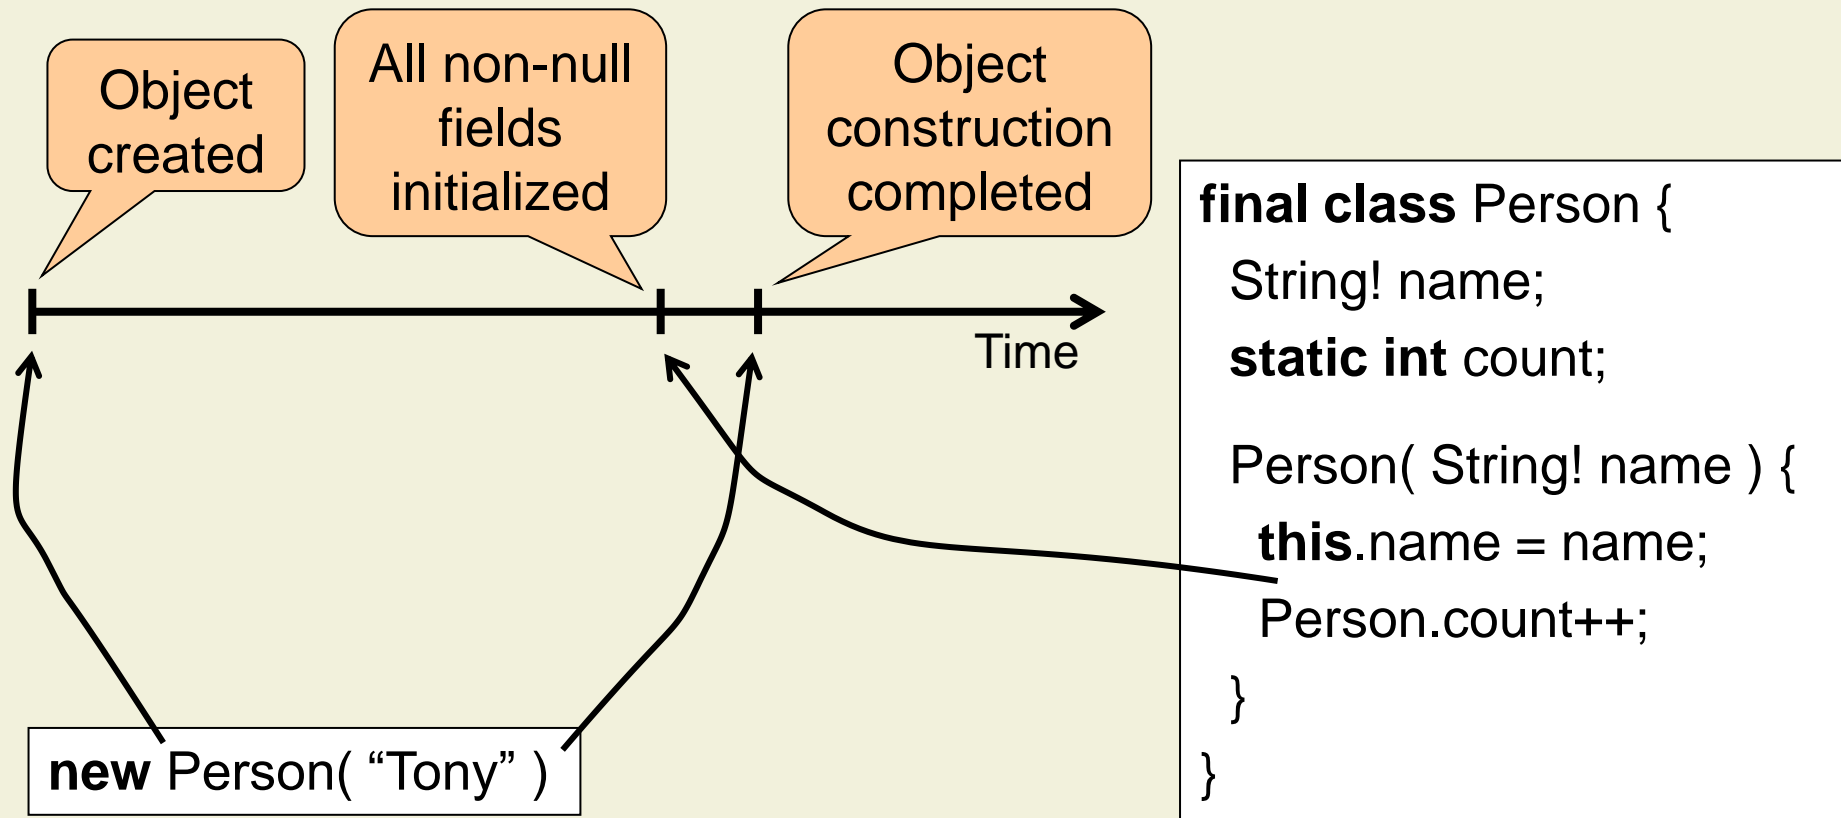 Object
created
All non-null
fields
initialized
Object
construction
completed
Time
final class Person {
String! name;
static int count;
Person( String! name ) {
this.name = name;
Person.count++;
}
}
new Person( “Tony” )